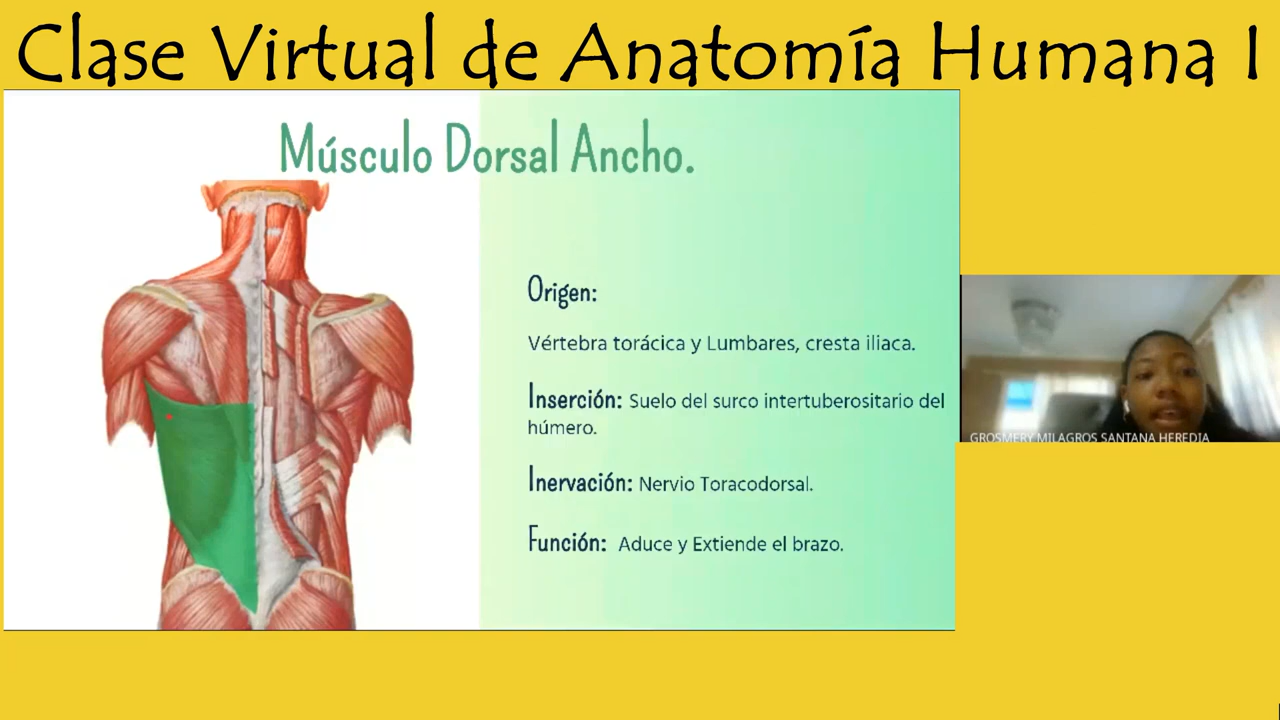 Clase Virtual de Anatomía Humana I
Músculo Dorsal Ancho.
Origen:
Vértebra torácica y Lumbares, cresta iliaca.
Inserción: Suelo del surco intertuberositario del
húmero.
Inervación: Nervio Toracodorsal.
Función: Aduce y Extiende el brazo.
GROSMERY MILAGROS SANTANA HEREDIA